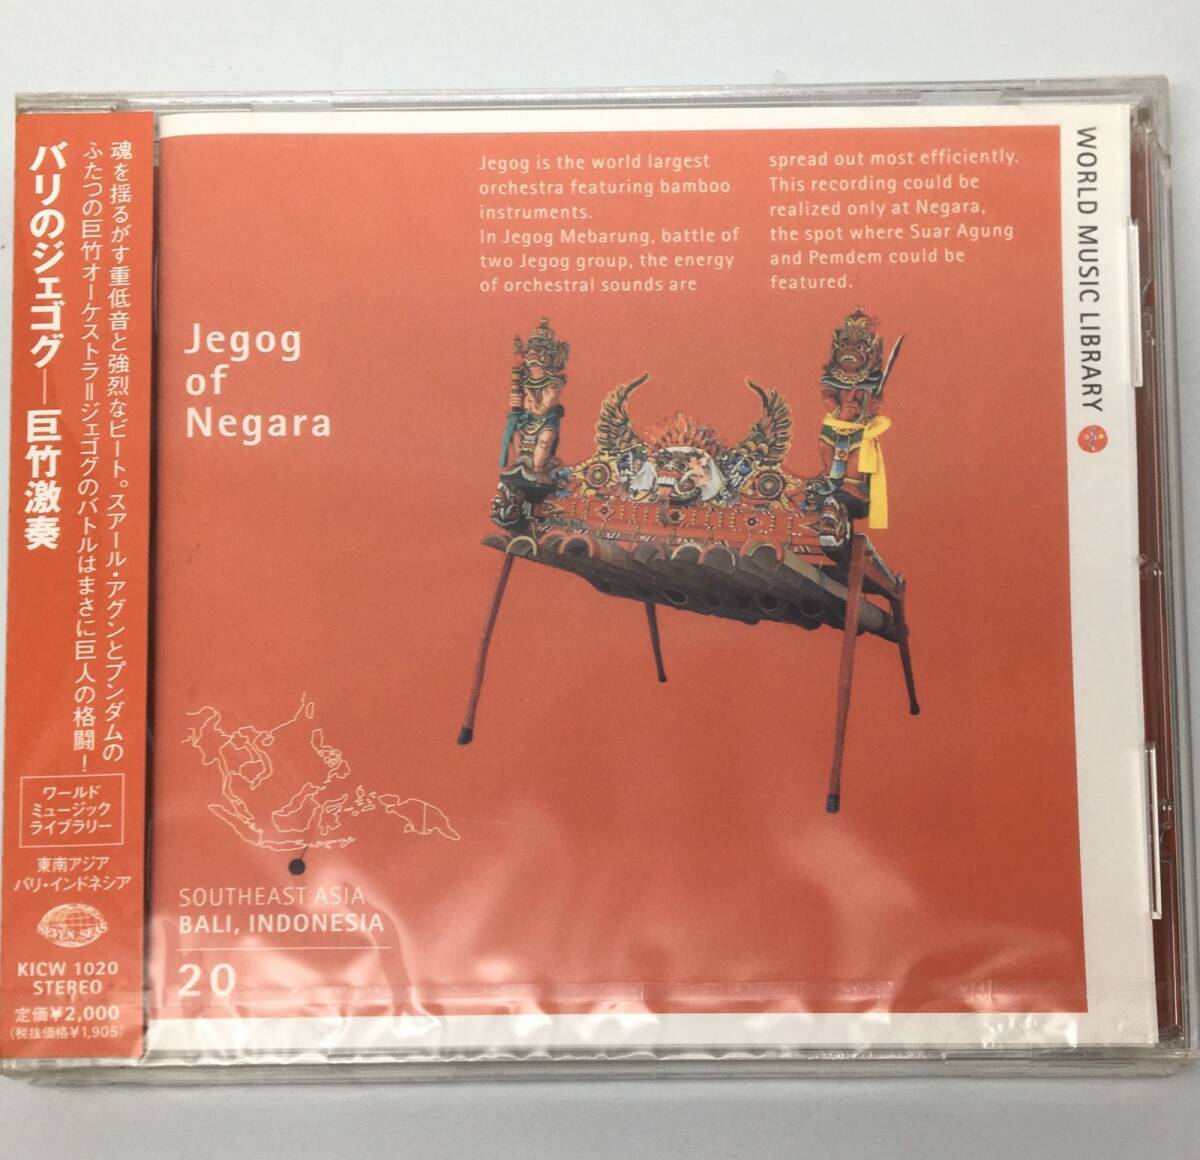 魂を揺るがす重低音と強烈なビート。スアール・アグンとプンダムの
ふたつの巨竹オーケストラ=ジェゴグのバトルはまさに巨人の格闘!
バリのジェゴグ─巨竹激奏
ワールド
ミュージック
ライブラリー
東南アジア
バリ・インドネシア
SEVEN SEAS
KICW 1020
STEREO
定価¥2,000
(税抜価格¥1,905)
Jegog is the world largest
orchestra featuring bamboo
instruments.
In Jegog Mebarung, battle of
two Jegog group, the energy
of orchestral sounds are
spread out most efficiently.
This recording could be
realized only at Negara,
the spot where Suar Agung
and Pemdem could be
featured.
Jegog
of
Negara
SOUTHEAST ASIA
BALI, INDONESIA
20
WORLD MUSIC LIBRARY